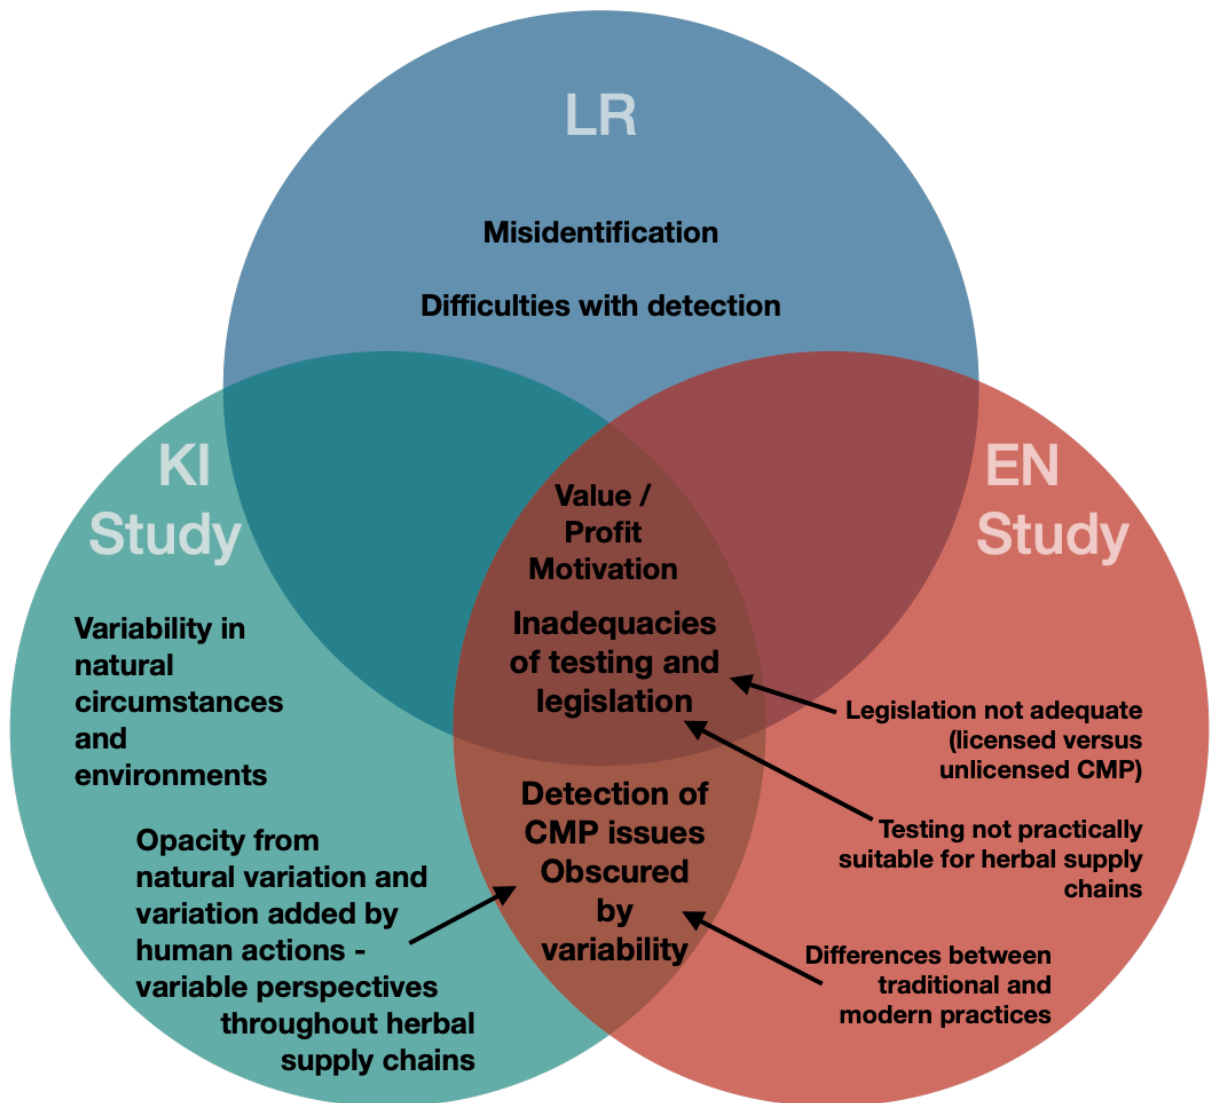 LR
Misidentification
Difficulties with detection
KI
Study
EN
Study
Value /
Profit
Motivation
Inadequacies
of testing and
legislation
Variability in
natural
circumstances
and
environments
Legislation not adequate
(licensed versus
unlicensed CMP)
Detection of
CMP issues
Obscured
by
variability
Testing not practically
suitable for herbal supply
chains
Opacity from
natural variation and
variation added by
human actions -
variable perspectives
throughout herbal
supply chains
Differences between
traditional and
modern practices